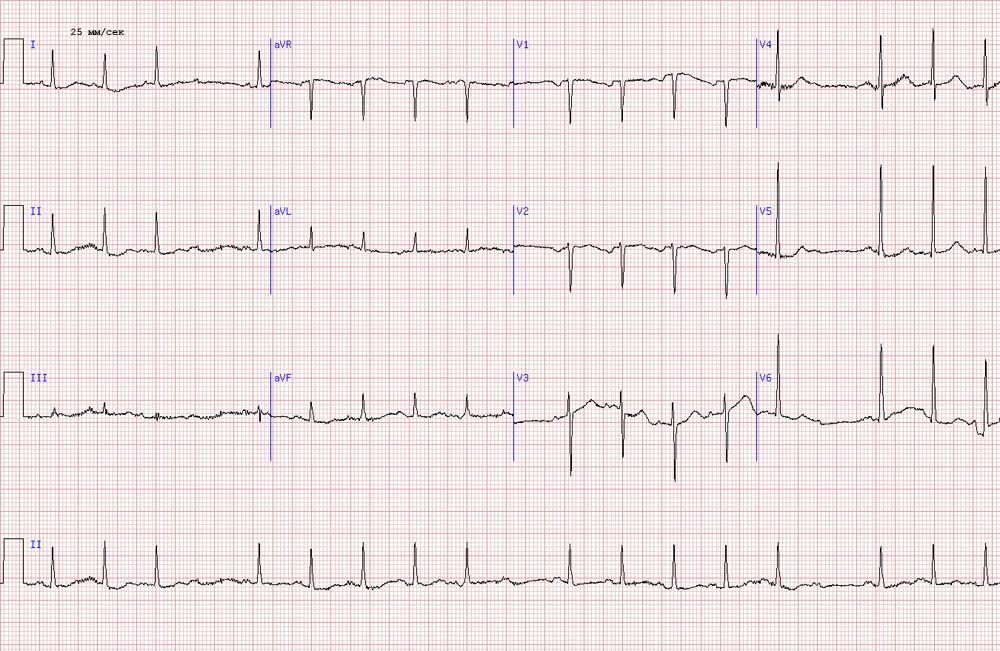 25 мм/сек
I aVR V1 V4
II aVL V2 V5
III aVF V3 V6
II